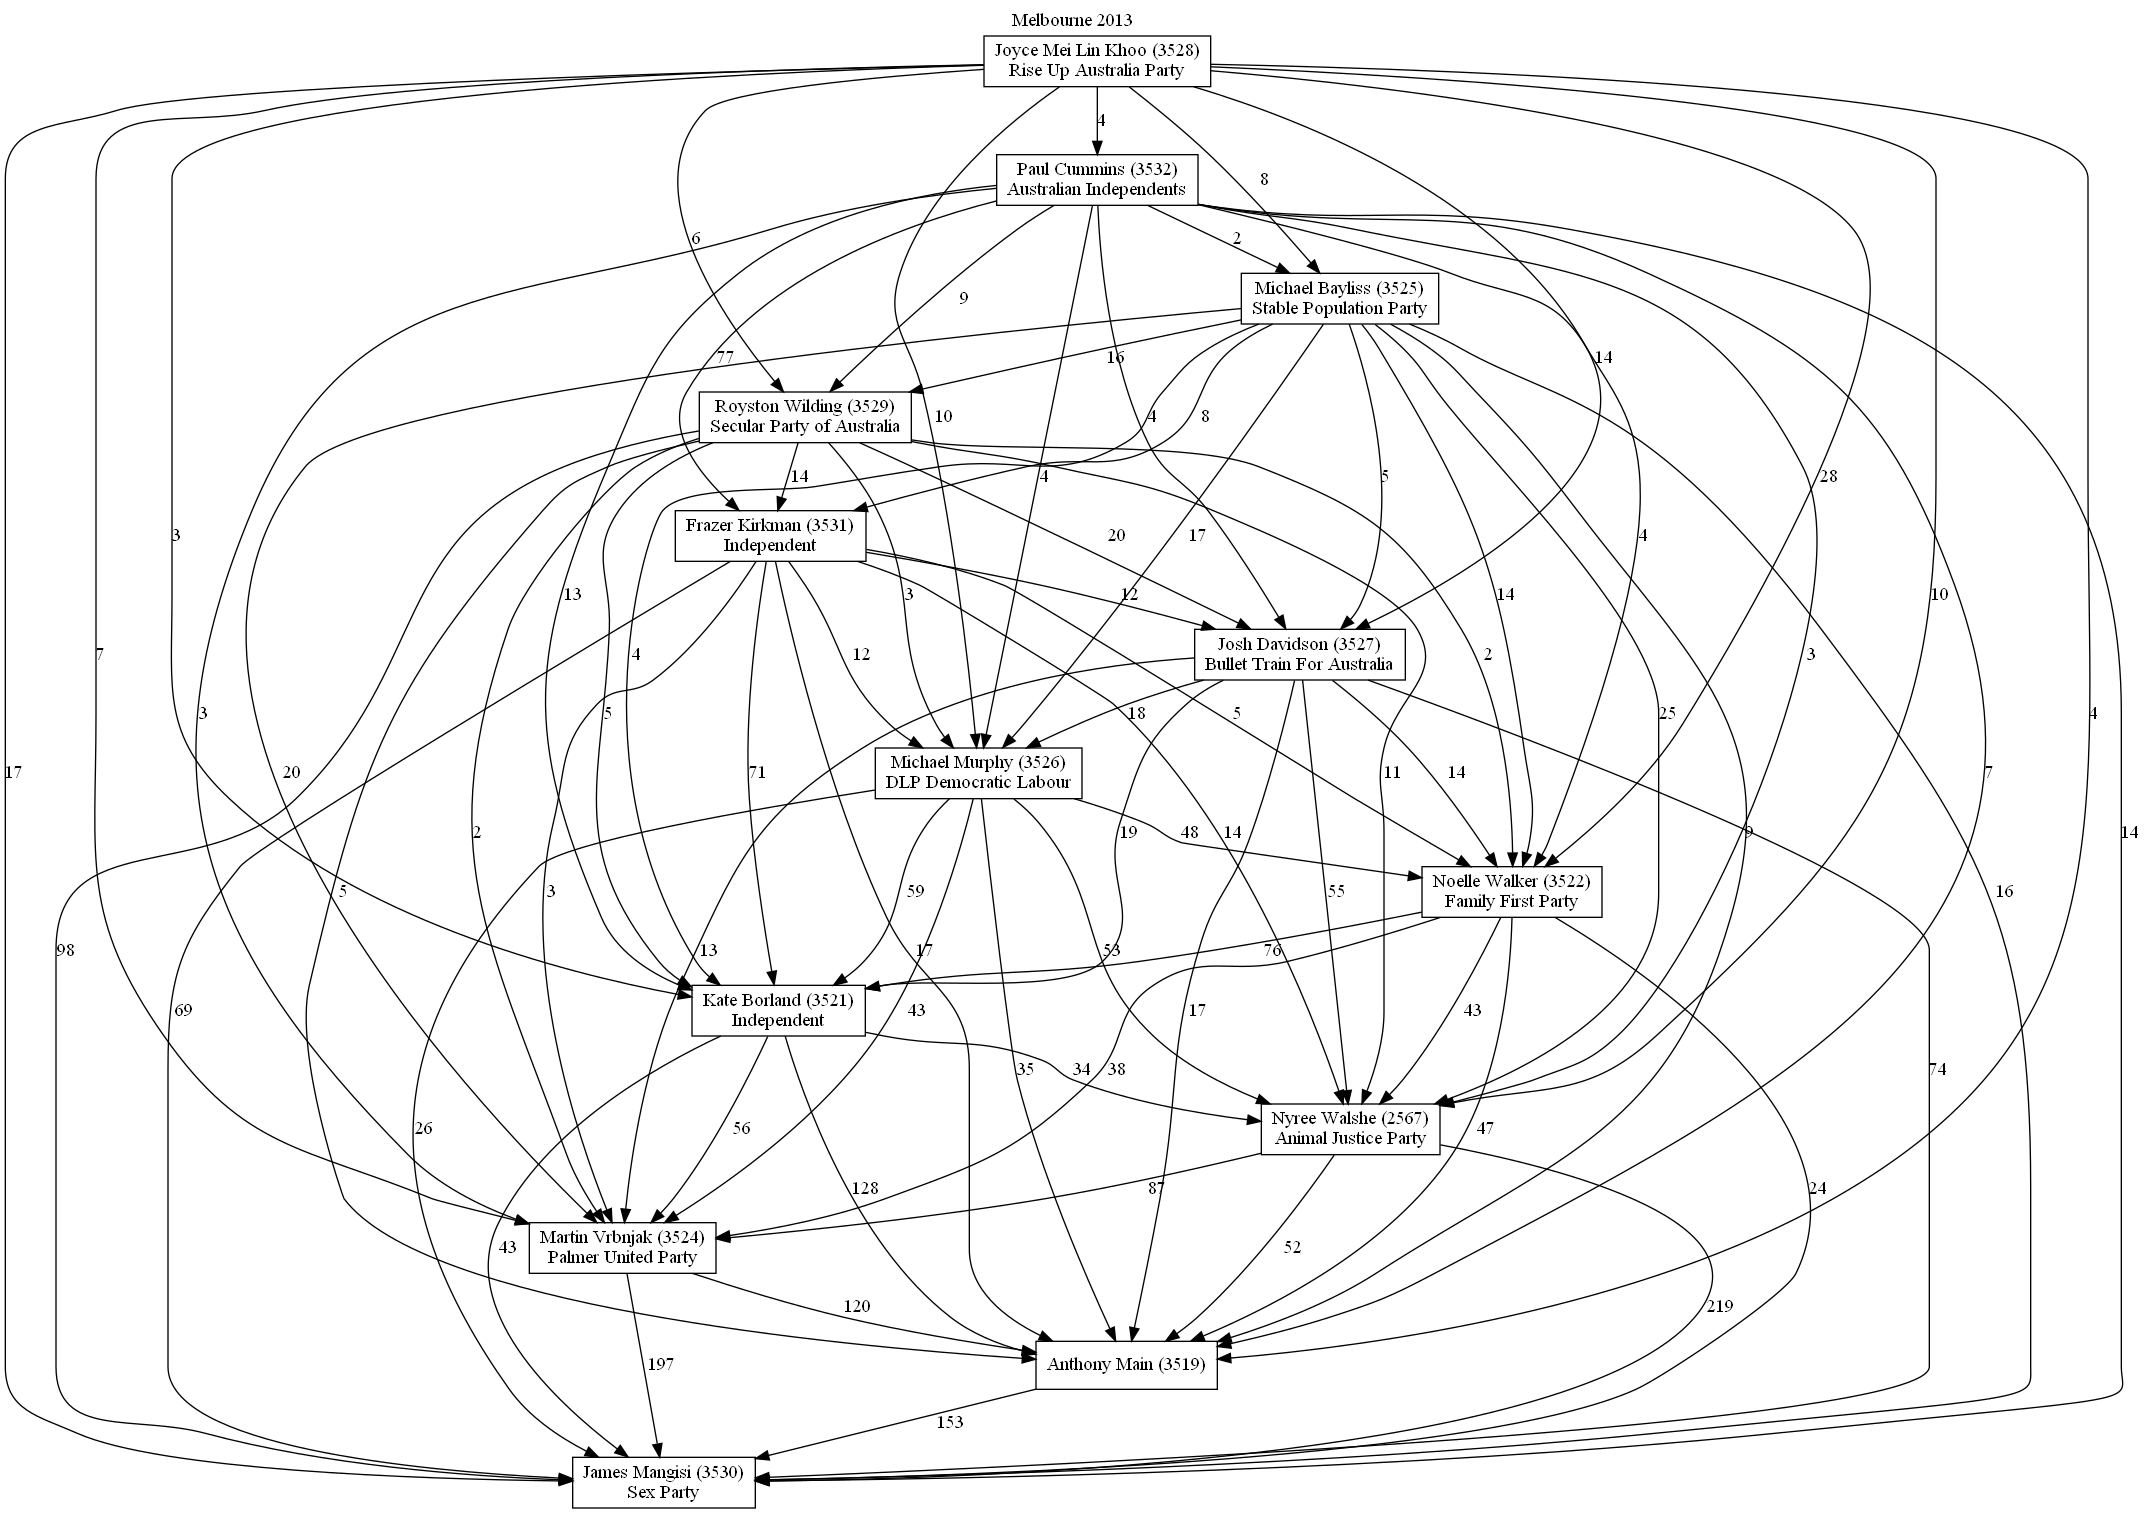 Melbourne 2013
Joyce Mei Lin Khoo (3528)
Rise Up Australia Party
4
Paul Cummins (3532)
Australian Independents
8
6
2
Michael Bayliss (3525)
Stable Population Party
9
77
16
14
Royston Wilding (3529)
Secular Party of Australia
10
4
8
14
4
5
28
Frazer Kirkman (3531)
Independent
20
17
4
3
13
3
12
14
10
Josh Davidson (3527)
Bullet Train For Australia
7
4
12
2
3
3
5
18
5
25
4
Michael Murphy (3526)
DLP Democratic Labour
17
20
71
11
14
7
2
48
19
14
9
14
Noelle Walker (3522)
Family First Party
5
3
59
55
16
98
13
17
53
76
Kate Borland (3521)
Independent
69
43
35
17
43
34
38
74
Nyree Walshe (2567)
Animal Justice Party
26
56
47
128
87
24
Martin Vrbnjak (3524)
Palmer United Party
43
52
120
219
197
Anthony Main (3519)
153
James Mangisi (3530)
Sex Party